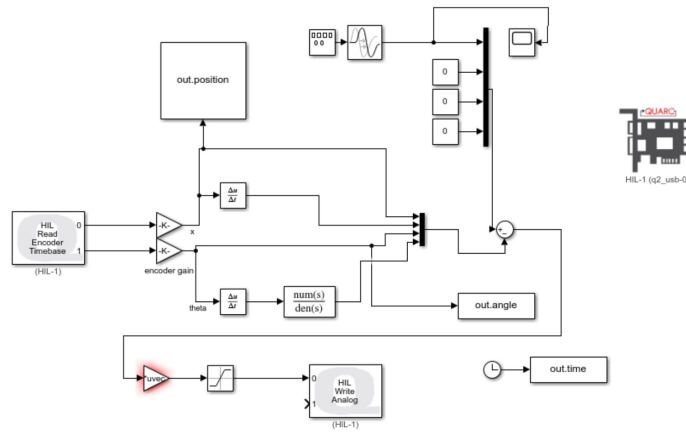 out.position
0
0
0
QUARC
HIL-1 (q2_usb-0
HIL
Read
Encoder
Timebase
0
1
(HIL-1)
-K-
-K-
x
encoder gain
theta
Δu
Δt
Δu
Δt
num(s)
den(s)
+
−
out.angle
*uvec
HIL
Write
Analog
0
1
(HIL-1)
out.time